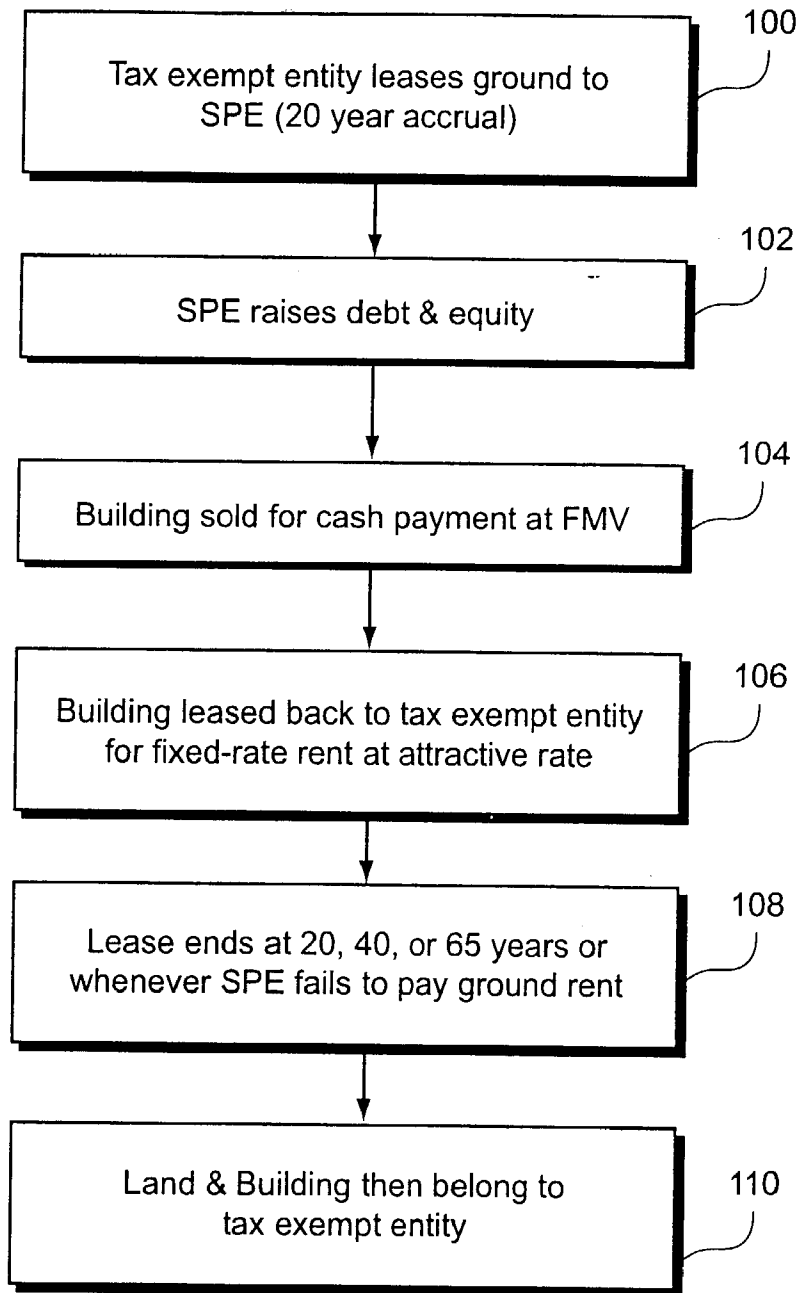 100
Tax exempt entity leases ground to
SPE (20 year accrual)
102
SPE raises debt & equity
104
Building sold for cash payment at FMV
106
Building leased back to tax exempt entity
for fixed-rate rent at attractive rate
108
Lease ends at 20, 40, or 65 years or
whenever SPE fails to pay ground rent
110
Land & Building then belong to
tax exempt entity